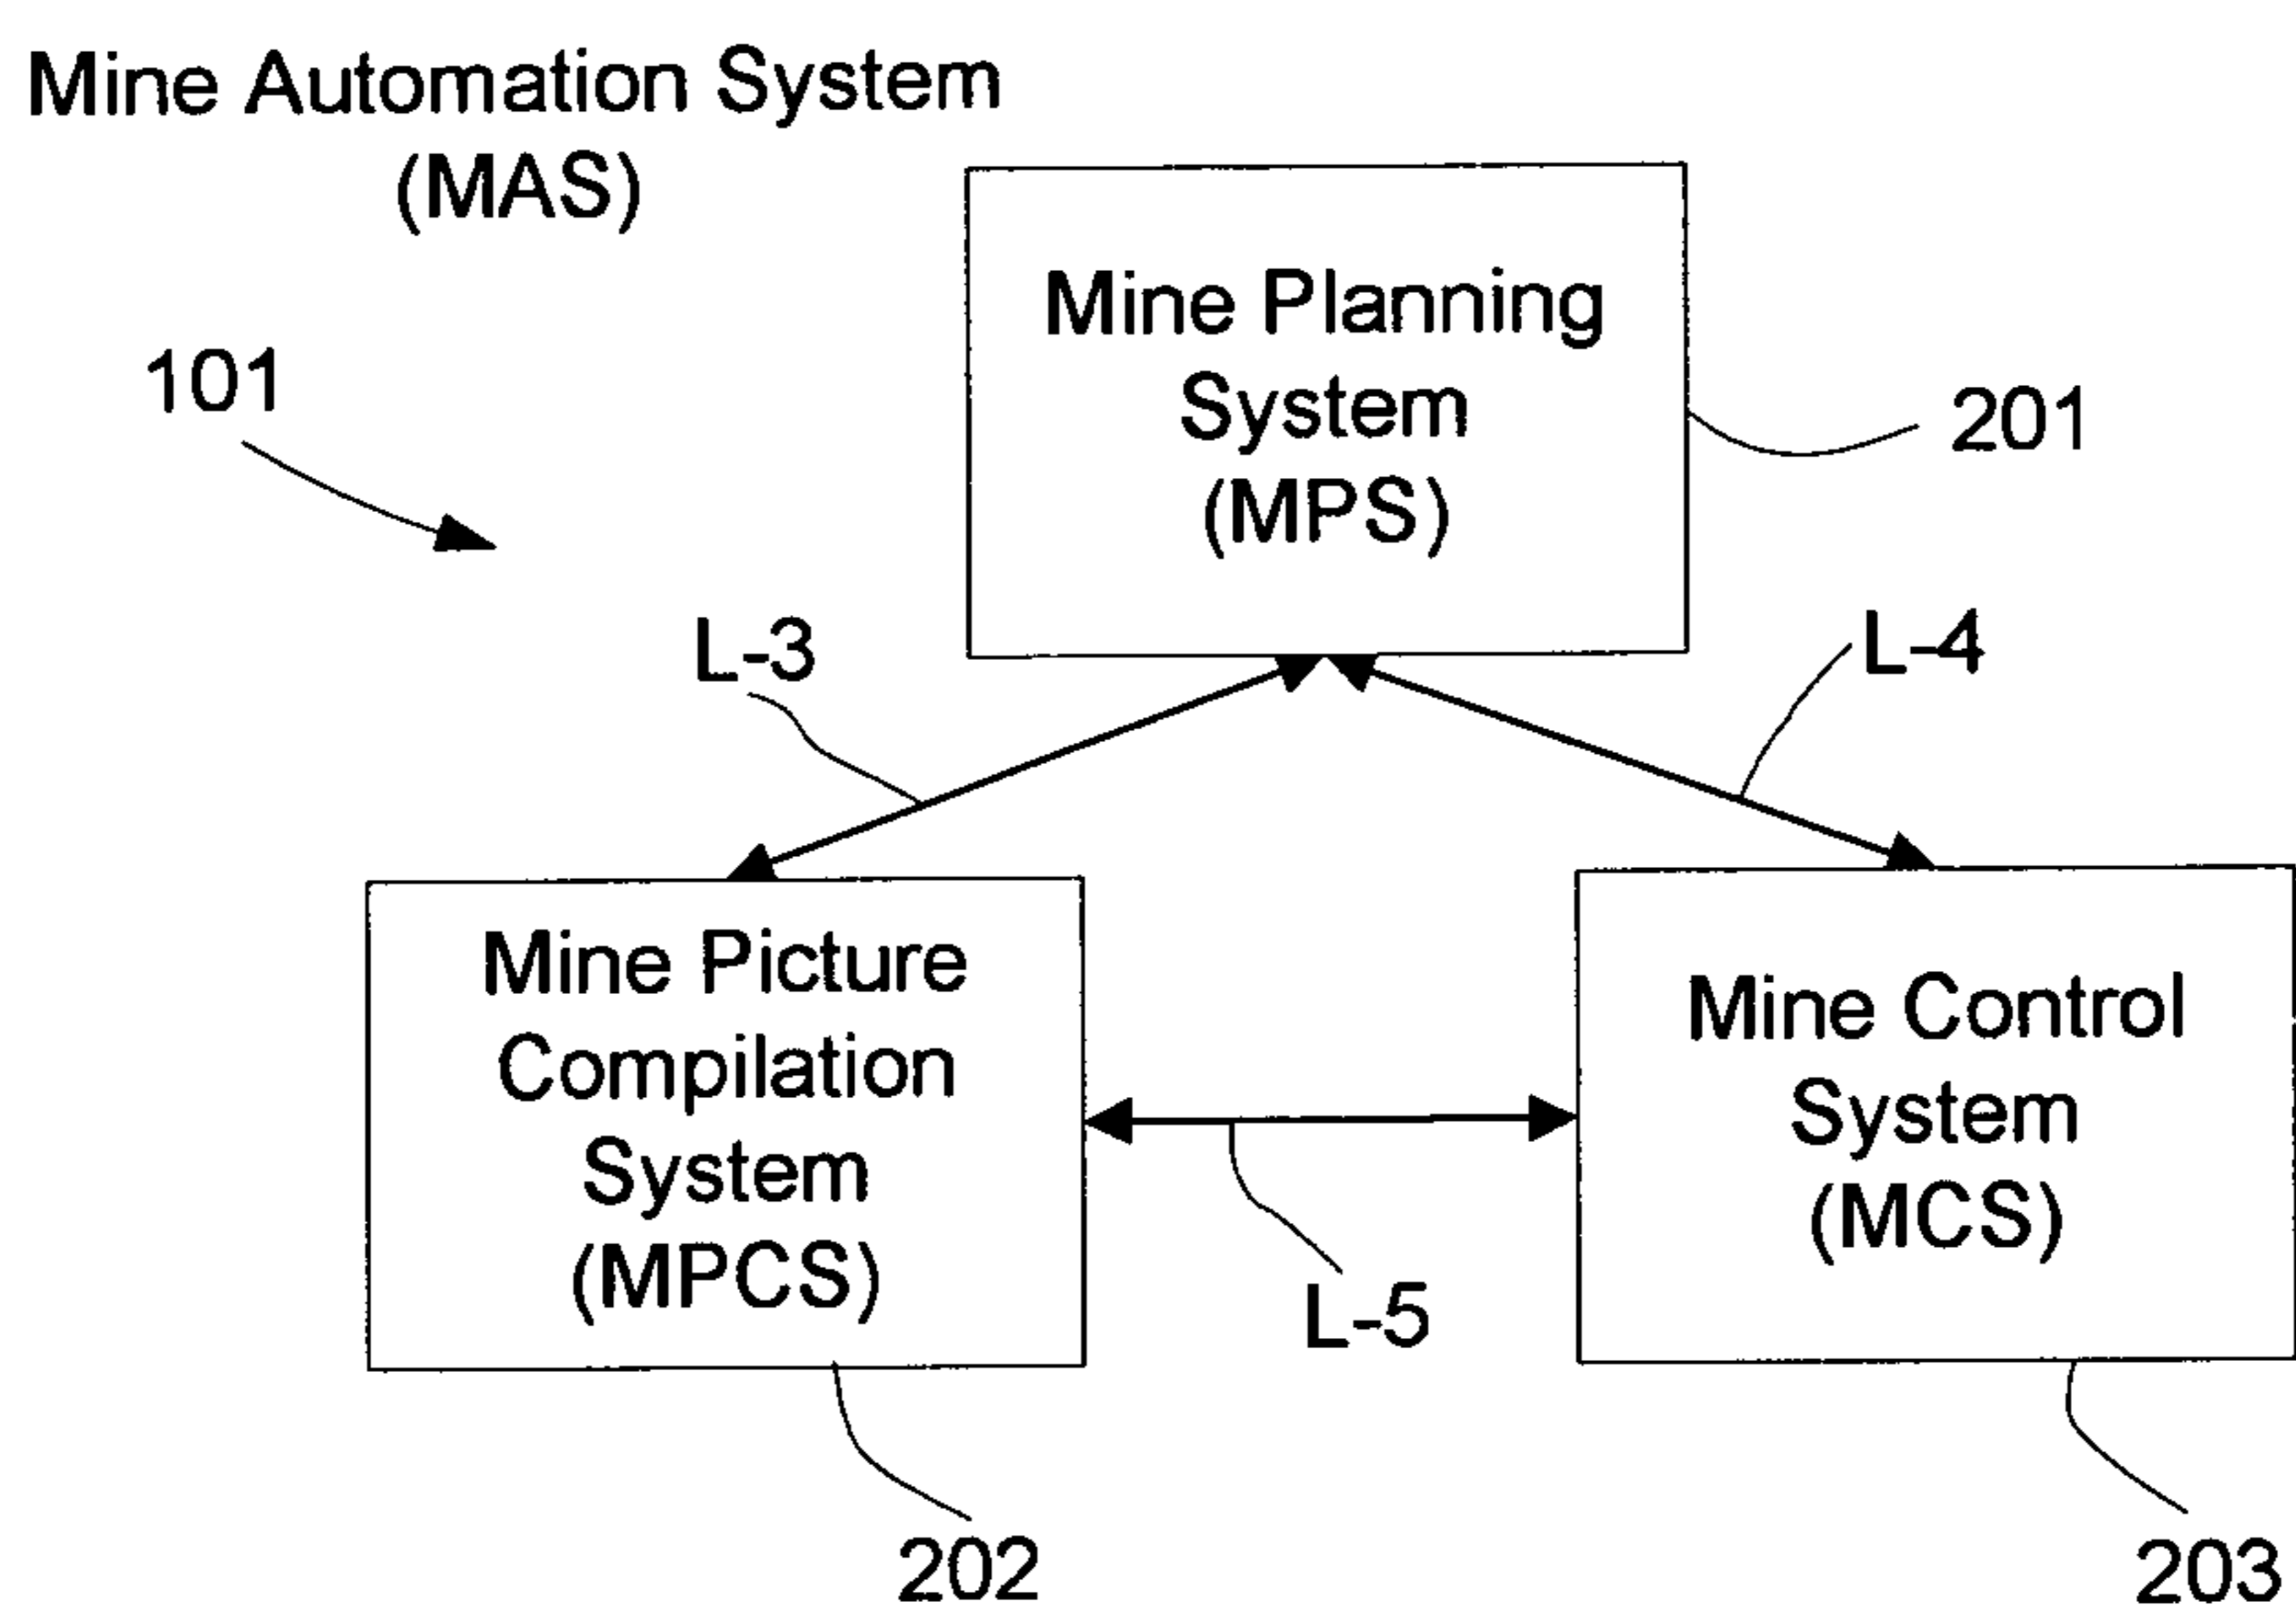 Mine Automation System
(MAS)
101
Mine Planning
System
(MPS)
201
L-3
L-4
Mine Picture
Compilation
System
(MPCS)
Mine Control
System
(MCS)
L-5
202
203